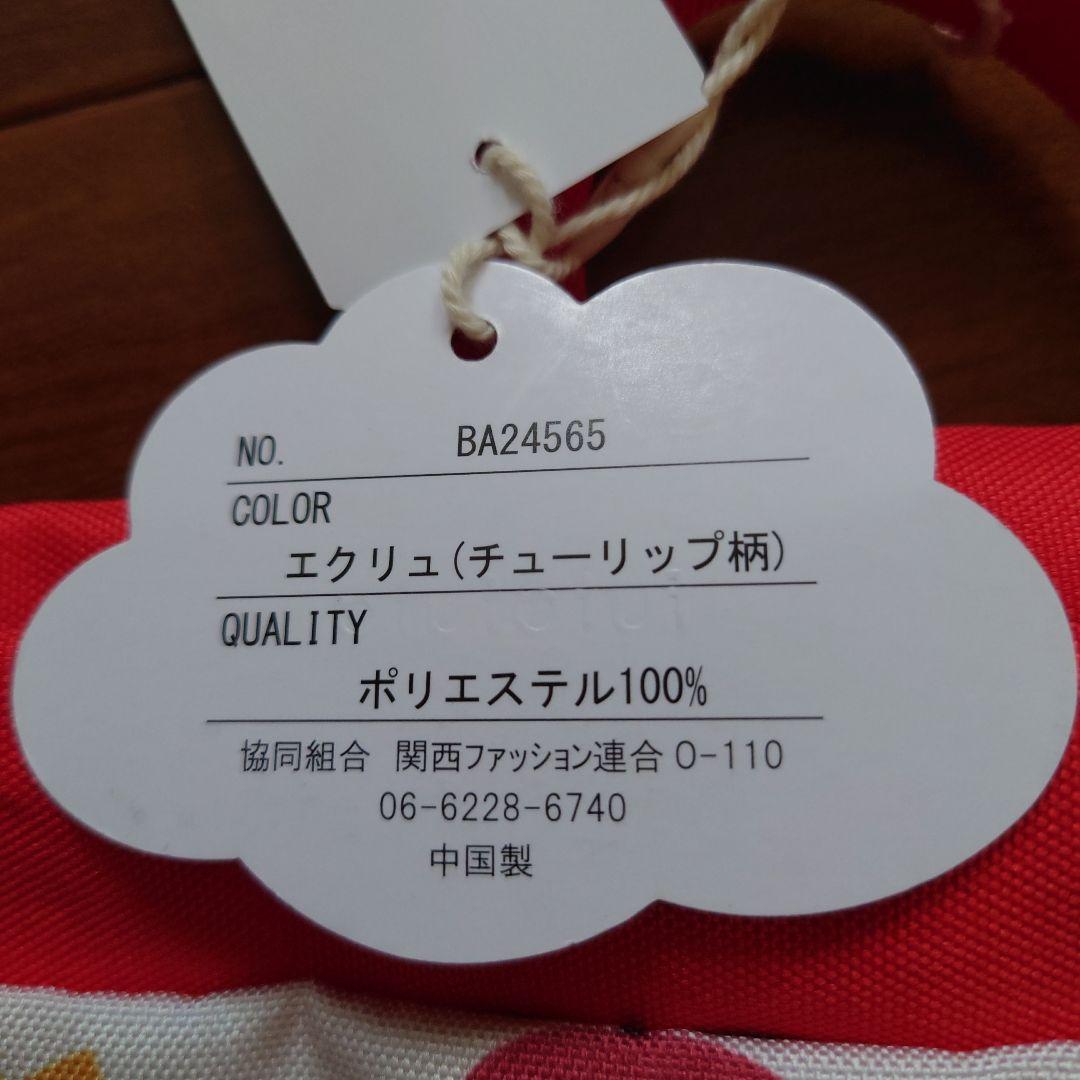 NO. BA24565
COLOR
エクリュ(チューリップ柄)
QUALITY
ポリエステル100%
協同組合 関西ファッション連合 O-110
06-6228-6740
中国製